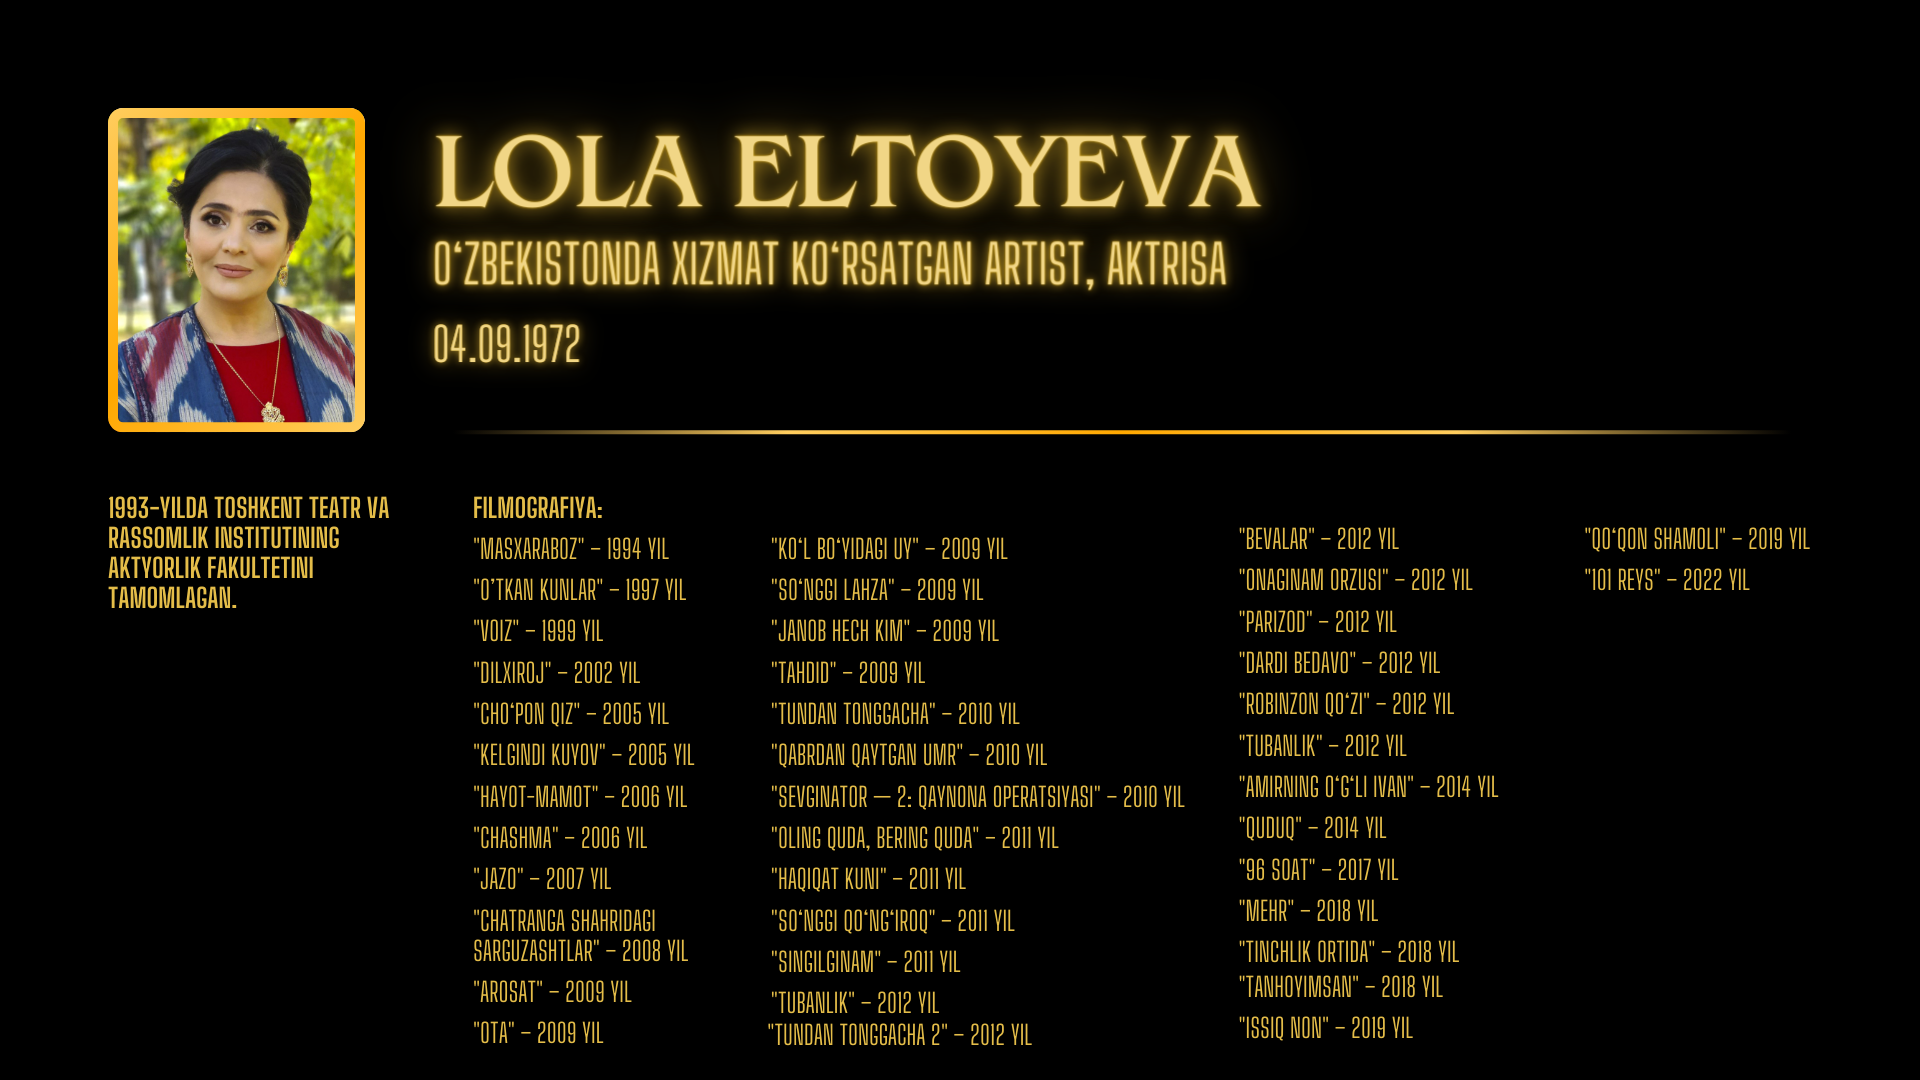 LOLA ELTOYEVA
O‘ZBEKISTONDA XIZMAT KO‘RSATGAN ARTIST, AKTRISA
04.09.1972
1993-YILDA TOSHKENT TEATR VA
RASSOMLIK INSTITUTINING
AKTYORLIK FAKULTETINI
TAMOMLAGAN.
FILMOGRAFIYA:
"MASXARABOZ" – 1994 YIL
"O’TKAN KUNLAR" – 1997 YIL
"VOIZ" – 1999 YIL
"DILXIROJ" – 2002 YIL
"CHO‘PON QIZ" – 2005 YIL
"KELGINDI KUYOV" – 2005 YIL
"HAYOT-MAMOT" – 2006 YIL
"CHASHMA" – 2006 YIL
"JAZO" – 2007 YIL
"CHATRANGA SHAHRIDAGI
SARGUZASHTLAR" – 2008 YIL
"AROSAT" – 2009 YIL
"OTA" – 2009 YIL
"KO‘L BO‘YIDAGI UY" – 2009 YIL
"SO‘NGGI LAHZA" – 2009 YIL
"JANOB HECH KIM" – 2009 YIL
"TAHDID" – 2009 YIL
"TUNDAN TONGGACHA" – 2010 YIL
"QABRDAN QAYTGAN UMR" – 2010 YIL
"SEVGINATOR — 2: QAYNONA OPERATSIYASI" – 2010 YIL
"OLING QUDA, BERING QUDA" – 2011 YIL
"HAQIQAT KUNI" – 2011 YIL
"SO‘NGGI QO‘NG‘IROQ" – 2011 YIL
"SINGILGINAM" – 2011 YIL
"TUBANLIK" – 2012 YIL
"TUNDAN TONGGACHA 2" – 2012 YIL
"BEVALAR" – 2012 YIL
"ONAGINAM ORZUSI" – 2012 YIL
"PARIZOD" – 2012 YIL
"DARDI BEDAVO" – 2012 YIL
"ROBINZON QO‘ZI" – 2012 YIL
"TUBANLIK" – 2012 YIL
"AMIRNING O‘G‘LI IVAN" – 2014 YIL
"QUDUQ" – 2014 YIL
"96 SOAT" – 2017 YIL
"MEHR" – 2018 YIL
"TINCHLIK ORTIDA" – 2018 YIL
"TANHOYIMSAN" – 2018 YIL
"ISSIQ NON" – 2019 YIL
"QO‘QON SHAMOLI" – 2019 YIL
"101 REYS" – 2022 YIL